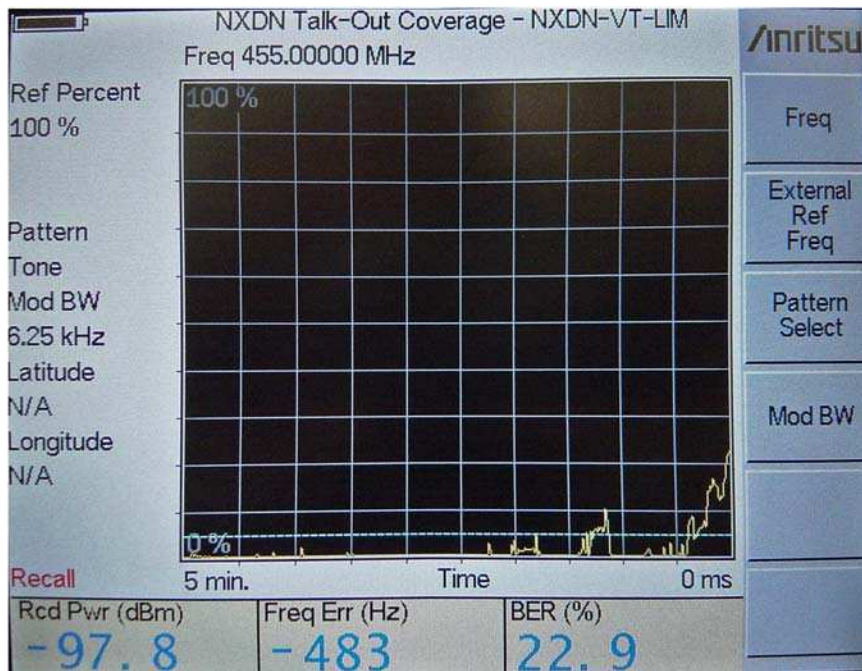 NXDN Talk-Out Coverage - NXDN-VT-LIM
Freq 455.00000 MHz
Anritsu
Ref Percent
100 %
100 %
Freq
External
Ref
Freq
Pattern
Tone
Mod BW
6.25 kHz
Latitude
N/A
Longitude
N/A
Pattern
Select
Mod BW
0 %
Recall
5 min.
Time
0 ms
Rcd Pwr (dBm)
-97.8
Freq Err (Hz)
-483
BER (%)
22.9